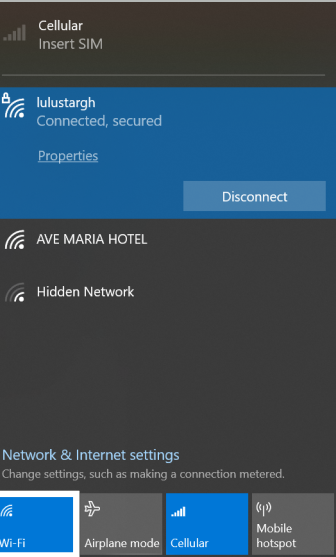 Cellular
Insert SIM
lulustargh
Connected, secured
Properties
Disconnect
AVE MARIA HOTEL
Hidden Network
Network & Internet settings
Change settings, such as making a connection metered.
Wi-Fi
Airplane mode
Cellular
Mobile
hotspot